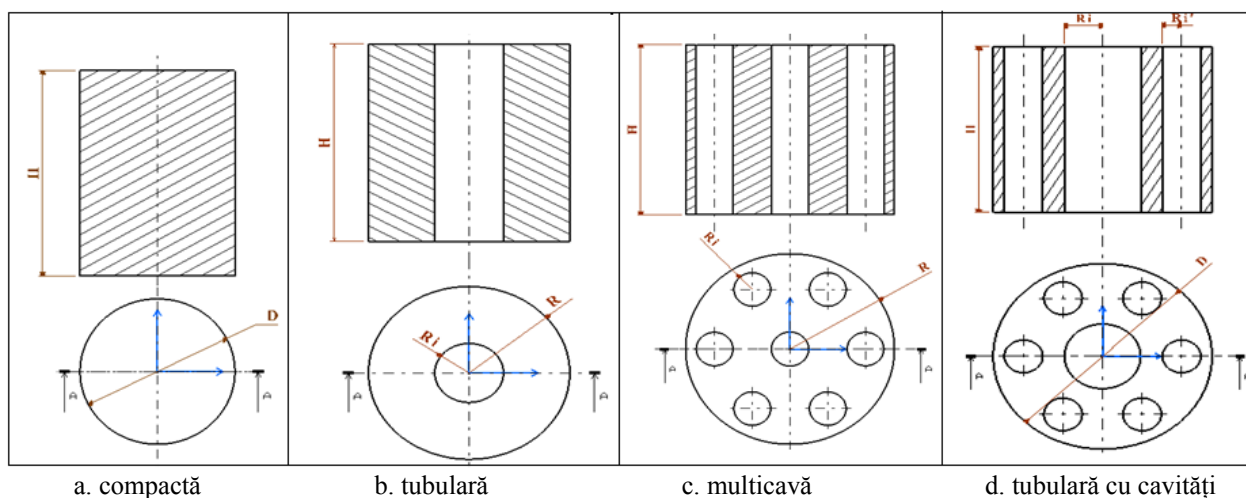 H
D
a. compactă
H
Ri
R
b. tubulară
H
Ri
R
c. multicavă
Ri
Ri'
H
D
d. tubulară cu cavități